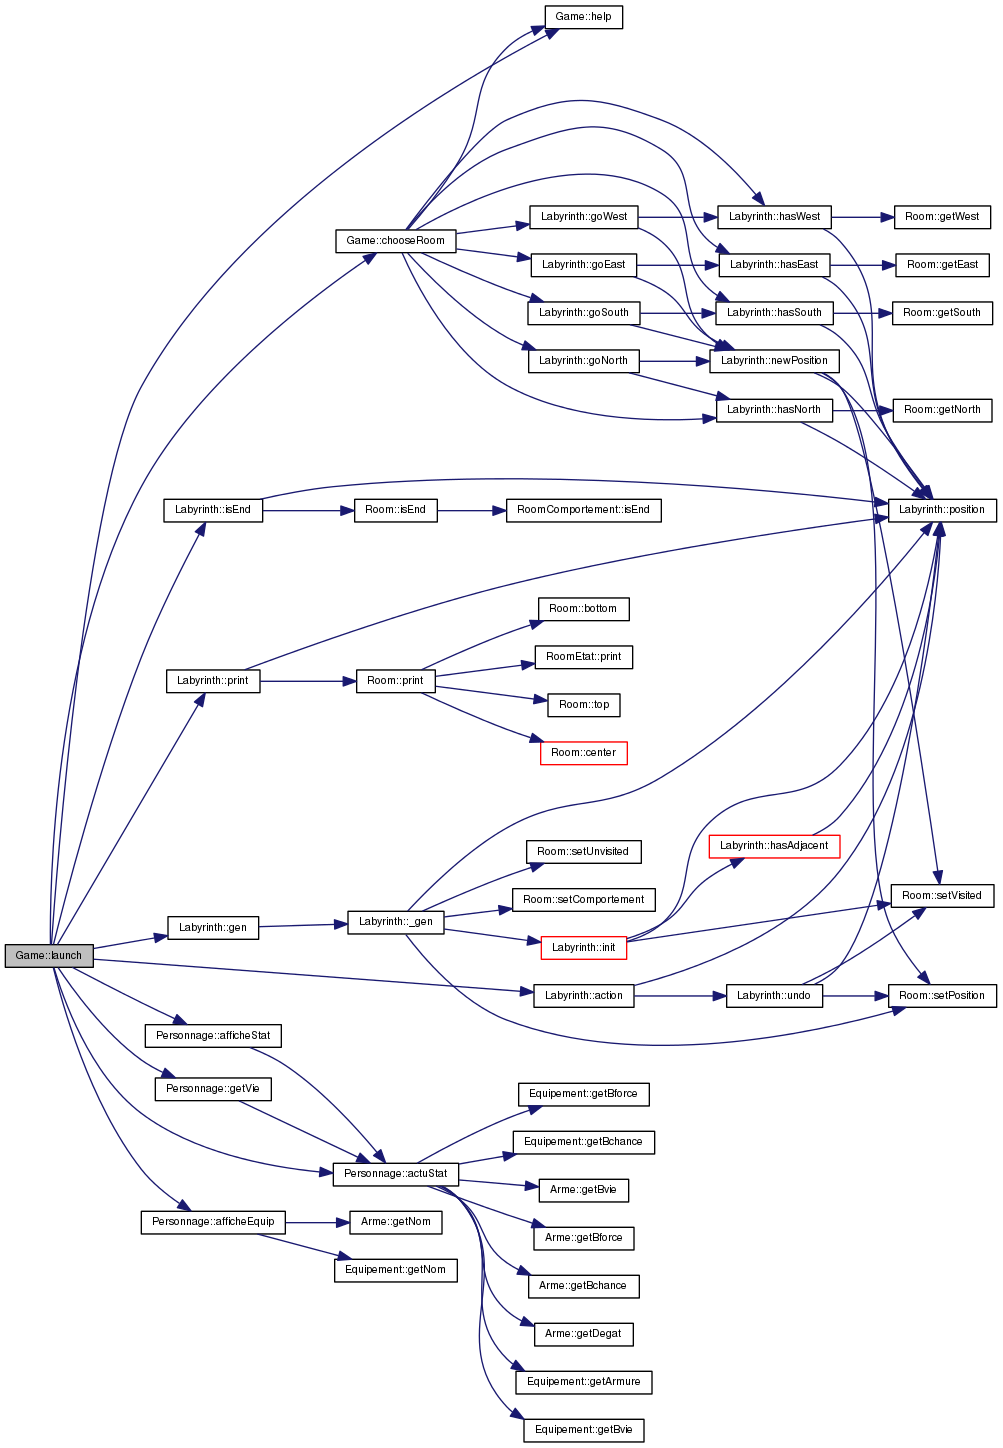 Game::help
Labyrinth::goWest
Labyrinth::hasWest
Room::getWest
Game::chooseRoom
Labyrinth::goEast
Labyrinth::hasEast
Room::getEast
Labyrinth::goSouth
Labyrinth::hasSouth
Room::getSouth
Labyrinth::goNorth
Labyrinth::newPosition
Labyrinth::hasNorth
Room::getNorth
Labyrinth::isEnd
Room::isEnd
RoomComportement::isEnd
Labyrinth::position
Room::bottom
RoomEtat::print
Labyrinth::print
Room::print
Room::top
Room::center
Room::setUnvisited
Labyrinth::hasAdjacent
Room::setComportement
Room::setVisited
Labyrinth::gen
Labyrinth::_gen
Labyrinth::init
Game::launch
Labyrinth::action
Labyrinth::undo
Room::setPosition
Personnage::afficheStat
Personnage::getVie
Equipement::getBforce
Equipement::getBchance
Personnage::actuStat
Arme::getBvie
Personnage::afficheEquip
Arme::getNom
Arme::getBforce
Equipement::getNom
Arme::getBchance
Arme::getDegat
Equipement::getArmure
Equipement::getBvie